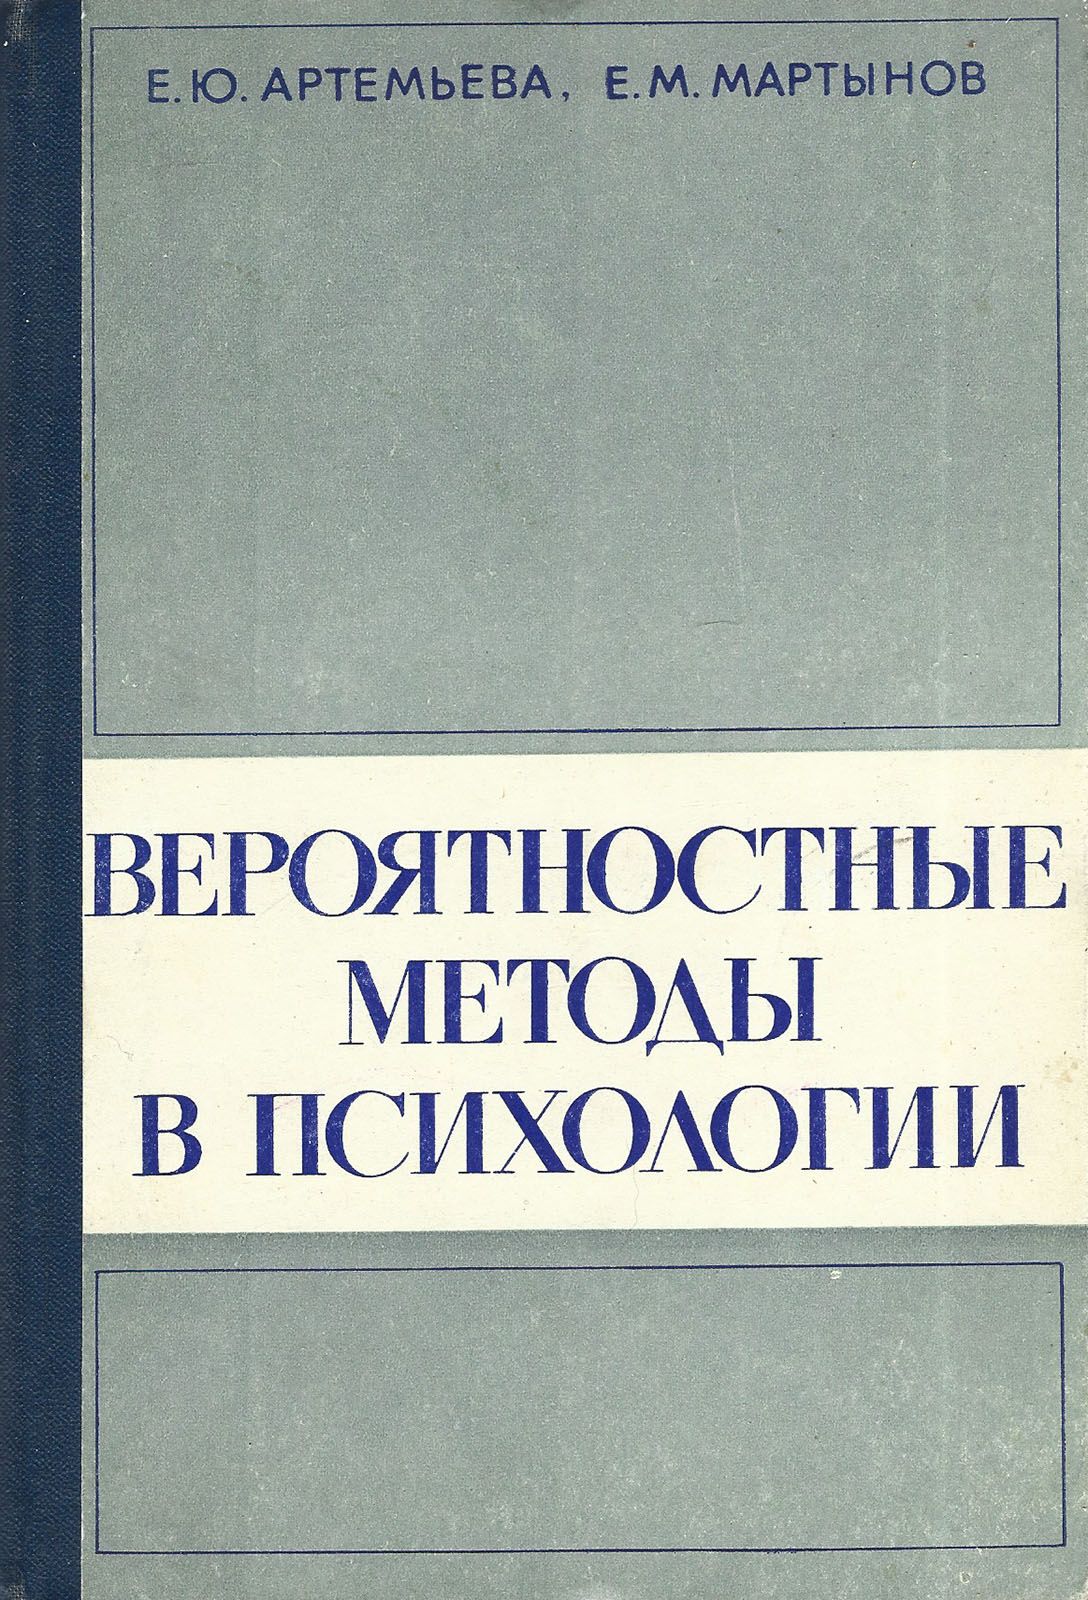 Е.Ю. АРТЕМЬЕВА, Е.М. МАРТЫНОВ
ВЕРОЯТНОСТНЫЕ
МЕТОДЫ
В ПСИХОЛОГИИ